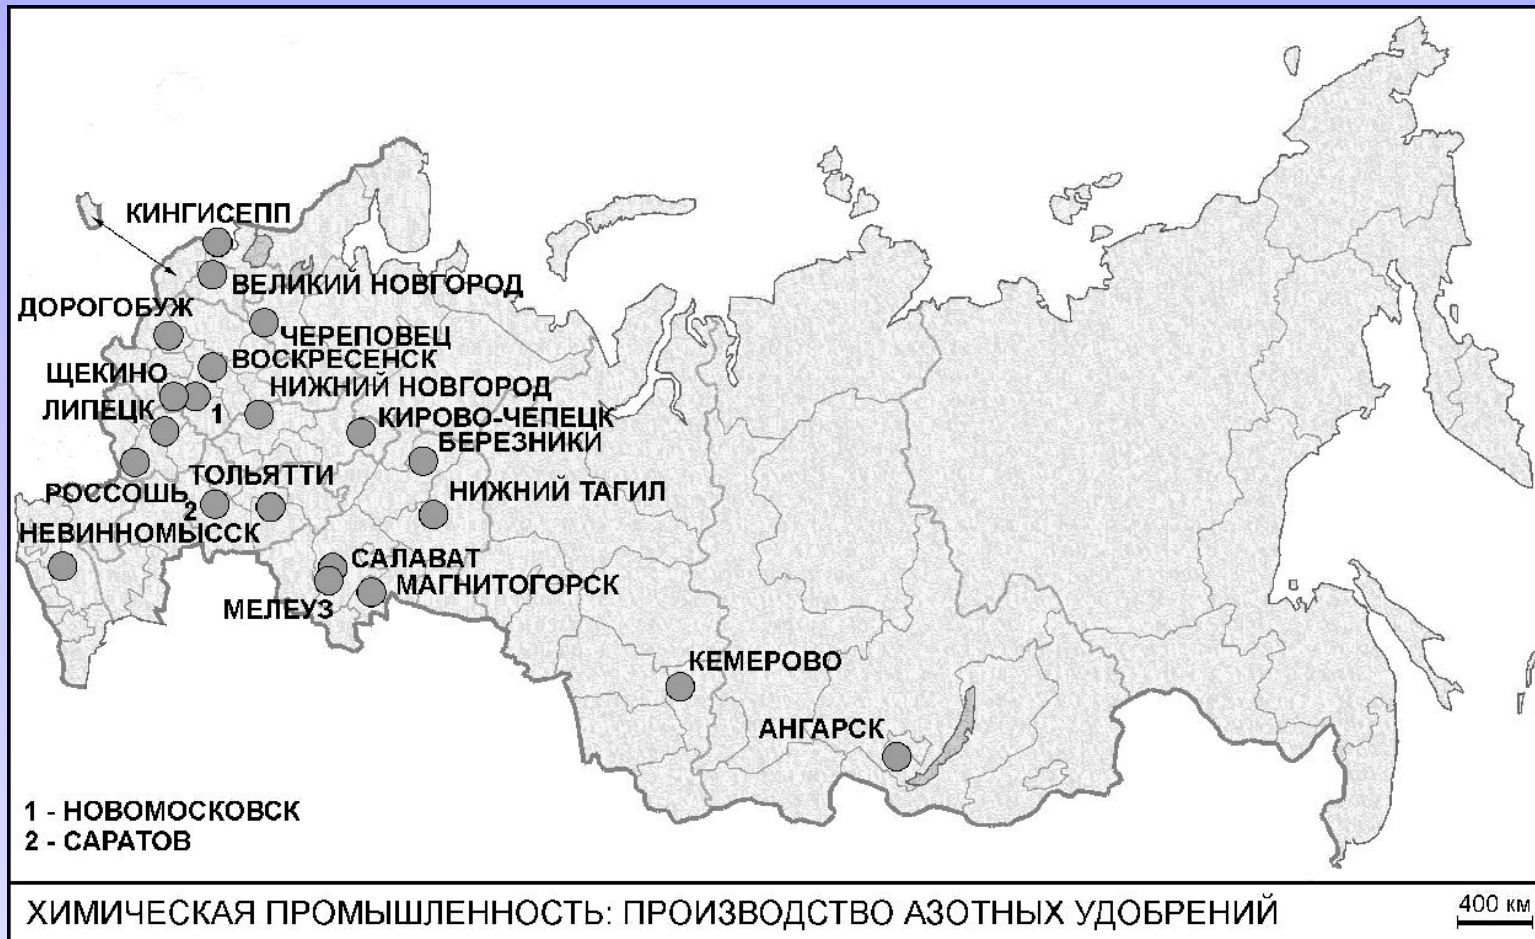 КИНГИСЕПП
ВЕЛИКИЙ НОВГОРОД
ДОРОГОБУЖ
ЧЕРЕПОВЕЦ
ВОСКРЕСЕНСК
ЩЕКИНО
НИЖНИЙ НОВГОРОД
ЛИПЕЦК
1
КИРОВО-ЧЕПЕЦК
БЕРЕЗНИКИ
ТОЛЬЯТТИ
РОССОШЬ
2
НИЖНИЙ ТАГИЛ
НЕВИННОМЫССК
САЛАВАТ
МАГНИТОГОРСК
МЕЛЕУЗ
КЕМЕРОВО
АНГАРСК
1 - НОВОМОСКОВСК
2 - САРАТОВ
ХИМИЧЕСКАЯ ПРОМЫШЛЕННОСТЬ: ПРОИЗВОДСТВО АЗОТНЫХ УДОБРЕНИЙ
400 км